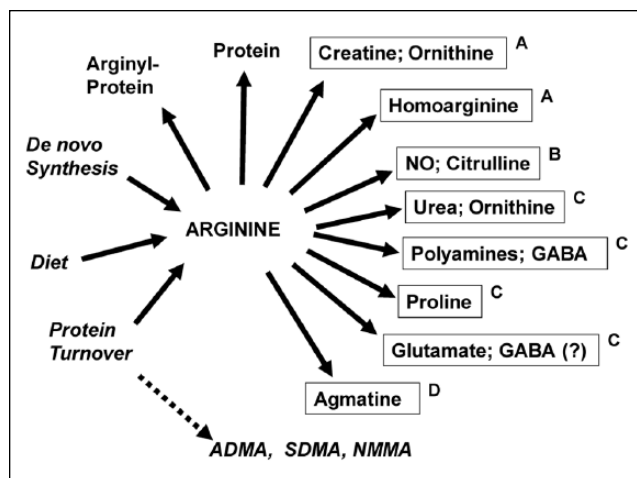 Protein
Creatine; Ornithine A
Arginyl-
Protein
Homoarginine A
De novo
Synthesis
NO; Citrulline B
Urea; Ornithine C
ARGININE
Polyamines; GABA C
Diet
Proline C
Protein
Turnover
Glutamate; GABA (?) C
Agmatine D
ADMA, SDMA, NMMA